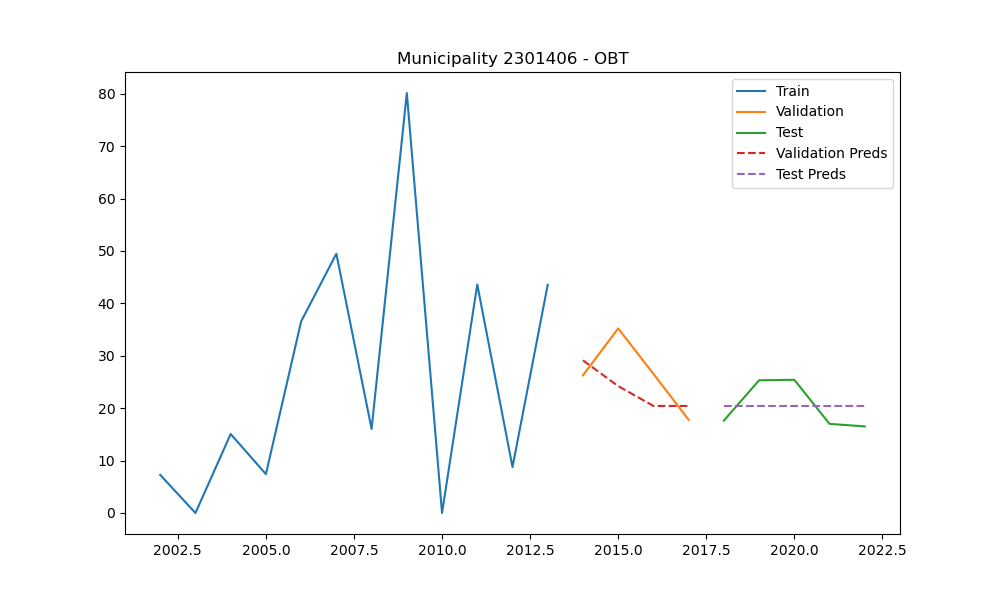 Municipality 2301406 - OBT
Train
Validation
Test
Validation Preds
Test Preds
80
70
60
50
40
30
20
10
0
2002.5 2005.0 2007.5 2010.0 2012.5 2015.0 2017.5 2020.0 2022.5